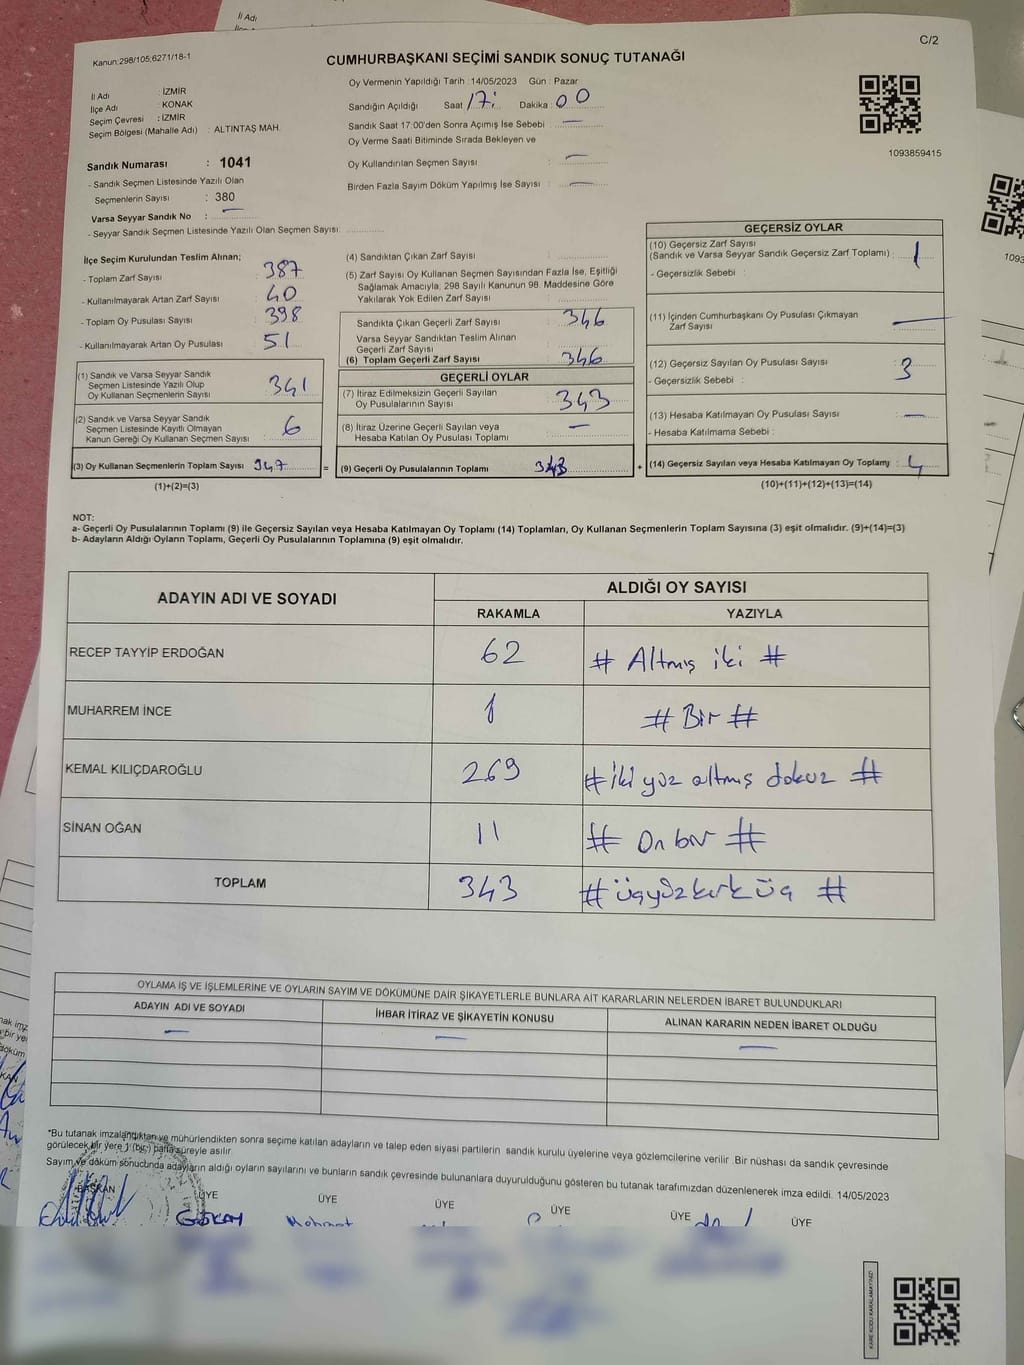 İl Adı
C/2
Kanun:298/105;6271/18-1
CUMHURBAŞKANI SEÇİMİ SANDIK SONUÇ TUTANAĞI
İl Adı : İZMİR
İlçe Adı : KONAK
Seçim Çevresi : İZMİR
Seçim Bölgesi (Mahalle Adı) : ALTINTAŞ MAH.
Sandık Numarası : 1041
- Sandık Seçmen Listesinde Yazılı Olan
Seçmenlerin Sayısı : 380
Varsa Seyyar Sandık No : —
- Seyyar Sandık Seçmen Listesinde Yazılı Olan Seçmen Sayısı:
Oy Vermenin Yapıldığı Tarih :14/05/2023 Gün : Pazar
Sandığın Açıldığı Saat 17: Dakika: 00
Sandık Saat 17:00'den Sonra Açmış İse Sebebi : —
Oy Verme Saati Bitiminde Sırada Bekleyen ve
Oy Kullandırılan Seçmen Sayısı : —
Birden Fazla Sayım Döküm Yapılmış İse Sayısı : —
1093859415
İlçe Seçim Kurulundan Teslim Alınan;
- Toplam Zarf Sayısı : 387
- Kullanılmayarak Artan Zarf Sayısı : 40
- Toplam Oy Pusulası Sayısı : 398
- Kullanılmayarak Artan Oy Pusulası : 51
(1) Sandık ve Varsa Seyyar Sandık
Seçmen Listesinde Yazılı Olup
Oy Kullanan Seçmenlerin Sayısı : 341
(2) Sandık ve Varsa Seyyar Sandık
Seçmen Listesinde Kayıtlı Olmayan
Kanun Gereği Oy Kullanan Seçmen Sayısı : 6
(3) Oy Kullanan Seçmenlerin Toplam Sayısı : 347
(1)+(2)=(3)
(4) Sandıktan Çıkan Zarf Sayısı :
(5) Zarf Sayısı Oy Kullanan Seçmen Sayısından Fazla İse, Eşitliği
Sağlamak Amacıyla; 298 Sayılı Kanunun 98. Maddesine Göre
Yakılarak Yok Edilen Zarf Sayısı :
Sandıkta Çıkan Geçerli Zarf Sayısı : 346
Varsa Seyyar Sandıktan Teslim Alınan
Geçerli Zarf Sayısı :
(6) Toplam Geçerli Zarf Sayısı : 346
GEÇERLİ OYLAR
(7) İtiraz Edilmeksizin Geçerli Sayılan
Oy Pusulalarının Sayısı : 343
(8) İtiraz Üzerine Geçerli Sayılan veya
Hesaba Katılan Oy Pusulası Toplamı : —
= (9) Geçerli Oy Pusulalarının Toplamı : 343
GEÇERSİZ OYLAR
(10) Geçersiz Zarf Sayısı
(Sandık ve Varsa Seyyar Sandık Geçersiz Zarf Toplamı) : 1
- Geçersizlik Sebebi :
(11) İçinden Cumhurbaşkanı Oy Pusulası Çıkmayan
Zarf Sayısı : —
(12) Geçersiz Sayılan Oy Pusulası Sayısı : 3
- Geçersizlik Sebebi :
(13) Hesaba Katılmayan Oy Pusulası Sayısı : —
- Hesaba Katılmama Sebebi :
+ (14) Geçersiz Sayılan veya Hesaba Katılmayan Oy Toplamı : 4
(10)+(11)+(12)+(13)=(14)
NOT:
a- Geçerli Oy Pusulalarının Toplamı (9) ile Geçersiz Sayılan veya Hesaba Katılmayan Oy Toplamı (14) Toplamları, Oy Kullanan Seçmenlerin Toplam Sayısına (3) eşit olmalıdır. (9)+(14)=(3)
b- Adayların Aldığı Oyların Toplamı, Geçerli Oy Pusulalarının Toplamına (9) eşit olmalıdır.
ADAYIN ADI VE SOYADI ALDIĞI OY SAYISI
RAKAMLA YAZIYLA
RECEP TAYYİP ERDOĞAN 62 # Altmış iki #
MUHARREM İNCE 1 # Bir #
KEMAL KILIÇDAROĞLU 269 # iki yüz altmış dokuz #
SİNAN OĞAN 11 # On bir #
TOPLAM 343 # üçyüzkırk üç #
OYLAMA İŞ VE İŞLEMLERİNE VE OYLARIN SAYIM VE DÖKÜMÜNE DAİR ŞİKAYETLERLE BUNLARA AİT KARARLARIN NELERDEN İBARET BULUNDUKLARI
ADAYIN ADI VE SOYADI İHBAR İTİRAZ VE ŞİKAYETİN KONUSU ALINAN KARARIN NEDEN İBARET OLDUĞU
— — —
*Bu tutanak imzalandıktan ve mühürlendikten sonra seçime katılan adayların ve talep eden siyasi partilerin sandık kurulu üyelerine veya gözlemcilerine verilir .Bir nüshası da sandık çevresinde
görülecek bir yere 1 (bir) hafta süreyle asılır.
Sayım ve döküm sonucunda adayların aldığı oyların sayılarını ve bunların sandık çevresinde bulunanlara duyurulduğunu gösteren bu tutanak tarafımızdan düzenlenerek imza edildi. 14/05/2023
BAŞKAN ÜYE ÜYE ÜYE ÜYE ÜYE ÜYE
GÖKAY Mehmet
KARE KODU KARALAMAYINIZ!